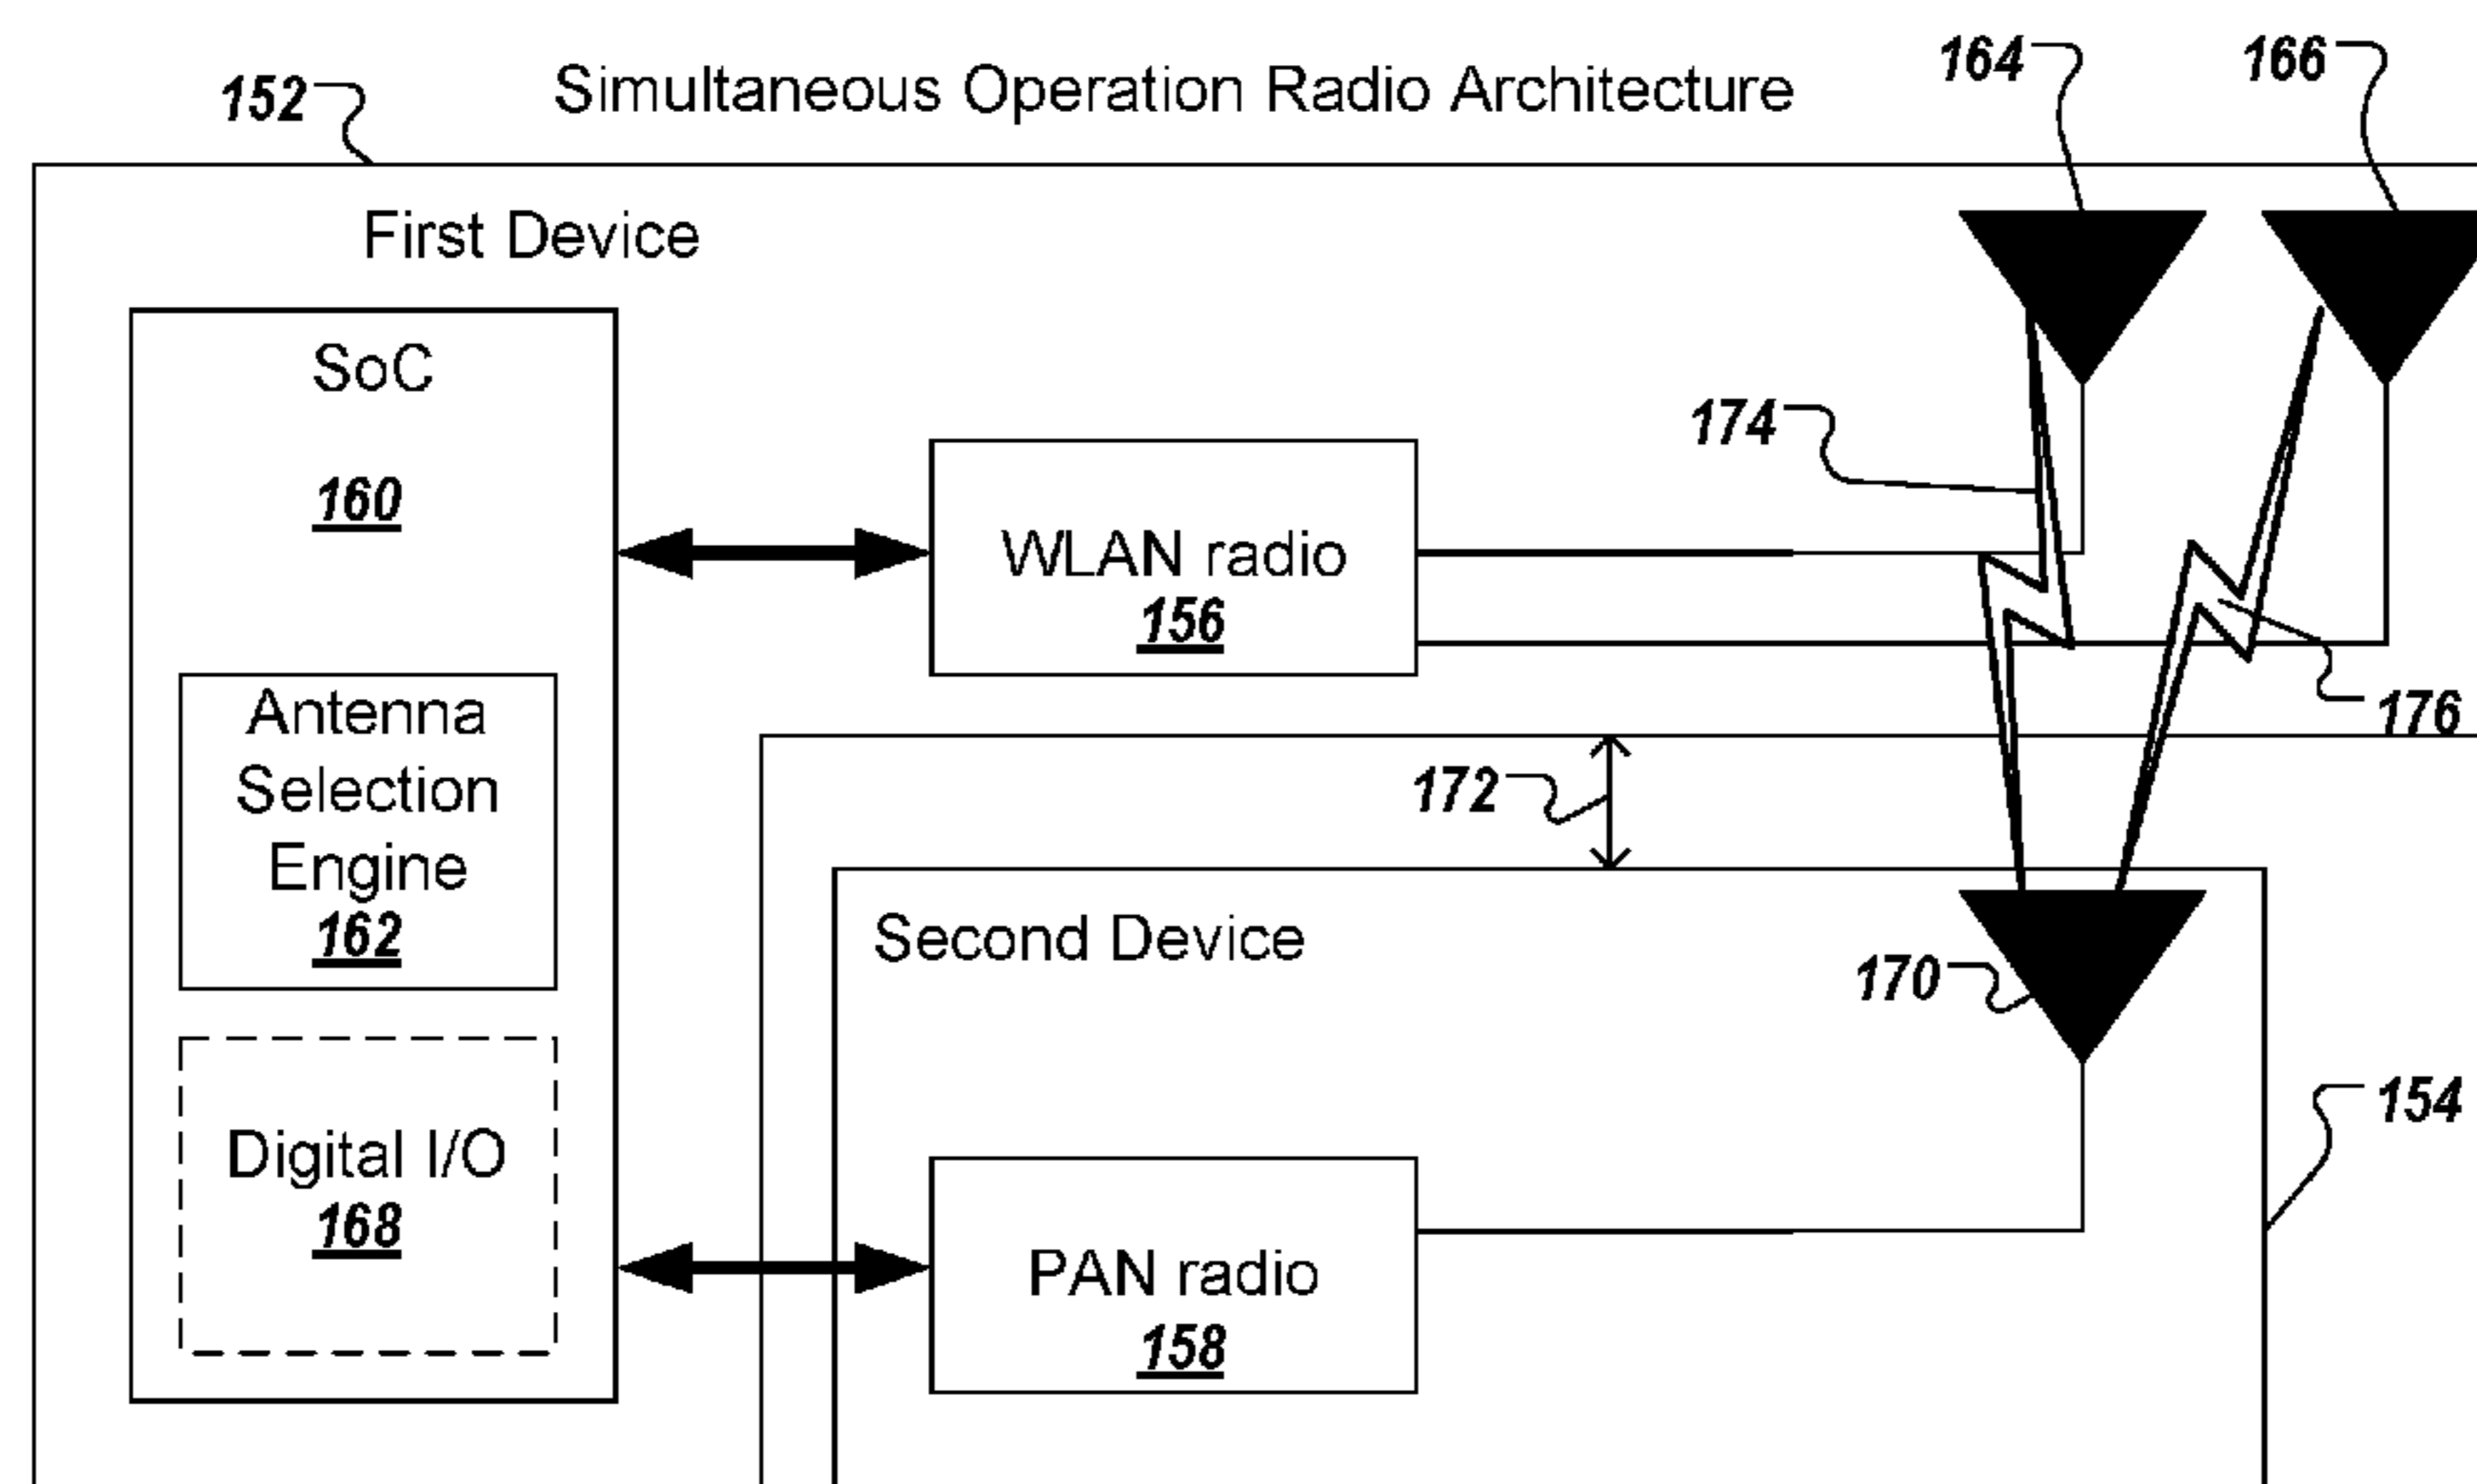 164
166
152
Simultaneous Operation Radio Architecture
First Device
SoC
160
174
WLAN radio
156
Antenna
Selection
Engine
162
176
172
Second Device
170
154
Digital I/O
168
PAN radio
158